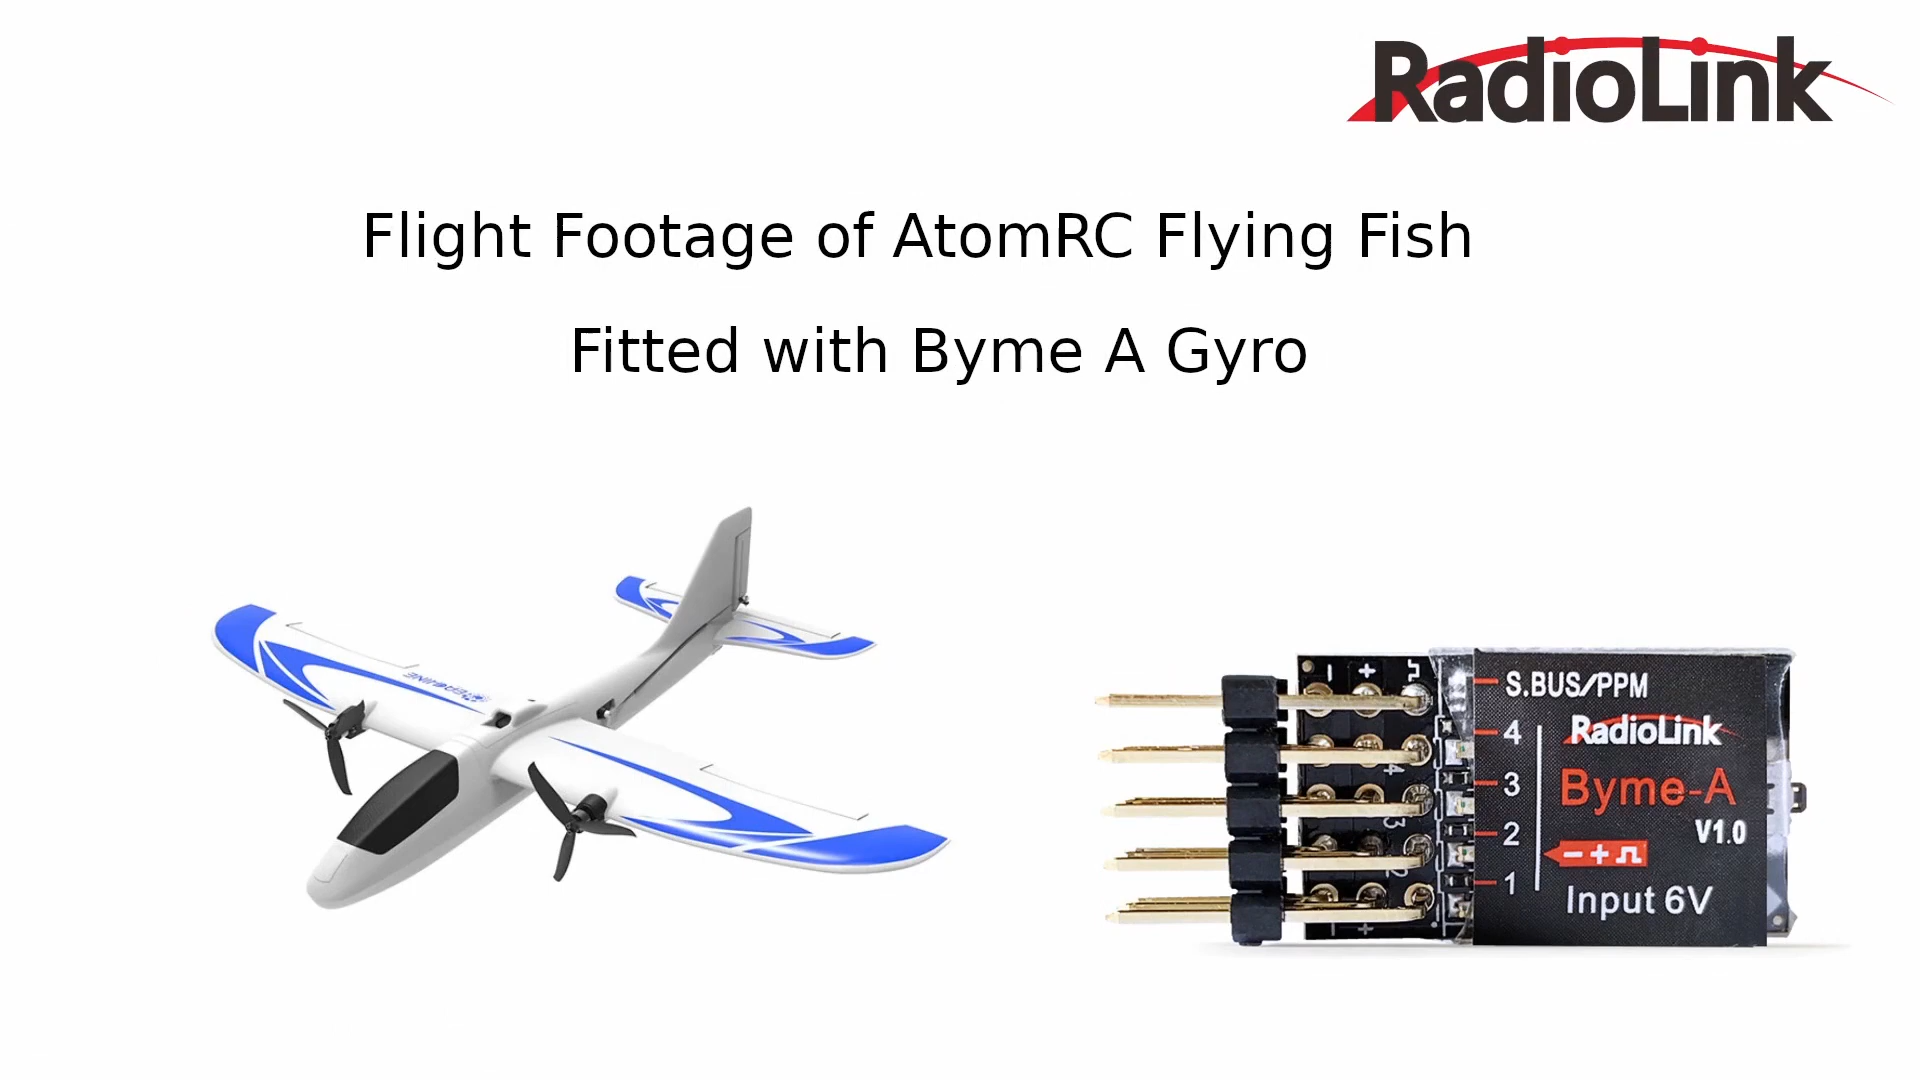 RadioLink
Flight Footage of AtomRC Flying Fish
Fitted with Byme A Gyro
S.BUS/PPM
4
RadioLink
3
Byme-A
2
V1.0
1
Input 6V